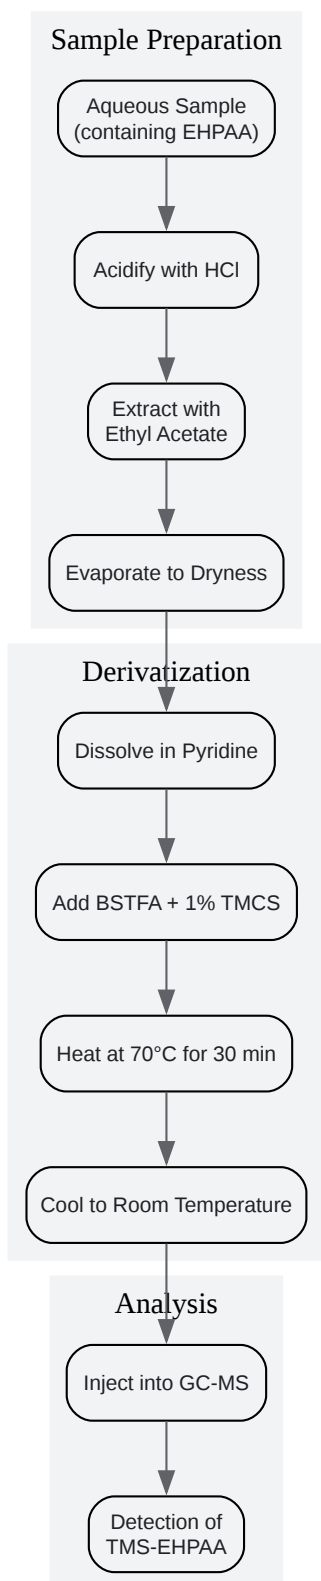 Sample Preparation
Aqueous Sample
(containing EHPAA)
Acidify with HCl
Extract with
Ethyl Acetate
Evaporate to Dryness
Derivatization
Dissolve in Pyridine
Add BSTFA + 1% TMCS
Heat at 70°C for 30 min
Cool to Room Temperature
Analysis
Inject into GC-MS
Detection of
TMS-EHPAA